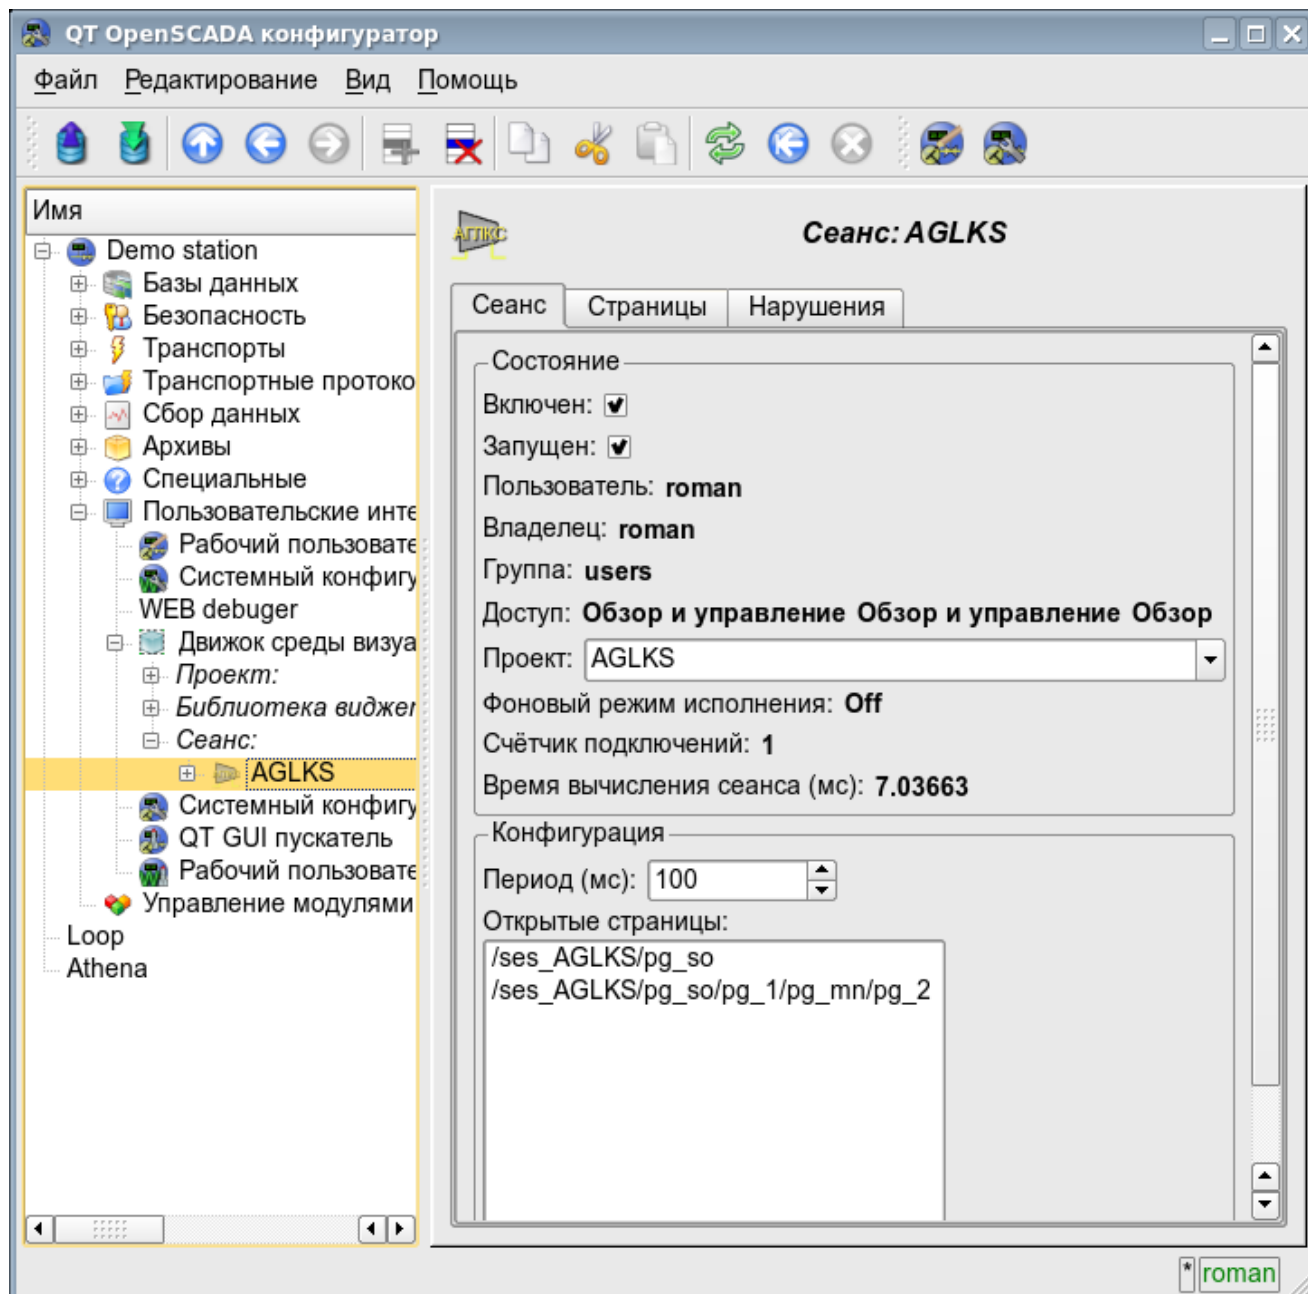 QT OpenSCADA конфигуратор
Файл Редактирование Вид Помощь
Имя
Demo station
Базы данных
Безопасность
Транспорты
Транспортные протоко
Сбор данных
Архивы
Специальные
Пользовательские инте
Рабочий пользовате
Системный конфигу
WEB debuger
Движок среды визуа
Проект:
Библиотека виджет
Сеанс:
AGLKS
Системный конфигу
QT GUI пускатель
Рабочий пользовате
Управление модулями
Loop
Athena
АГЛКС
Сеанс: AGLKS
Сеанс Страницы Нарушения
Состояние
Включен:
Запущен:
Пользователь: roman
Владелец: roman
Группа: users
Доступ: Обзор и управление Обзор и управление Обзор
Проект: AGLKS
Фоновый режим исполнения: Off
Счётчик подключений: 1
Время вычисления сеанса (мс): 7.03663
Конфигурация
Период (мс): 100
Открытые страницы:
/ses_AGLKS/pg_so
/ses_AGLKS/pg_so/pg_1/pg_mn/pg_2
* roman